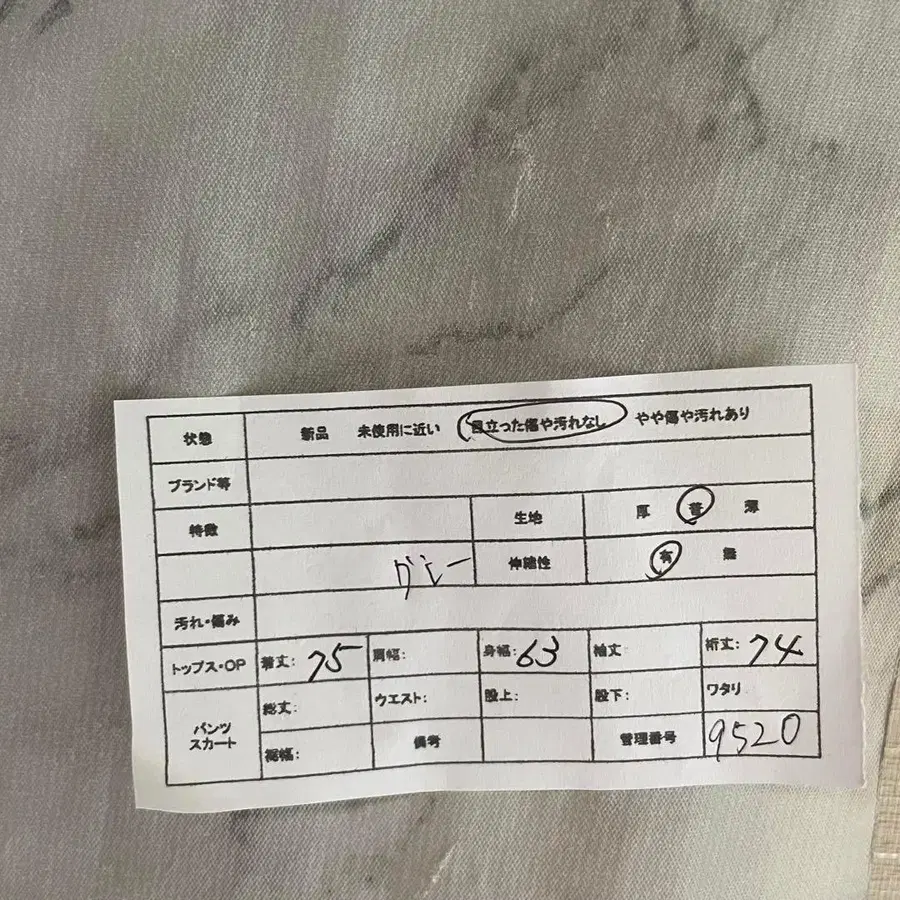 状態 新品 未使用に近い 目立った傷や汚れなし やや傷や汚れあり
ブランド等
特徴 生地 厚 普 薄
グレー 伸縮性 有 無
汚れ・傷み
トップス・OP 着丈: 75 肩幅: 身幅: 63 袖丈 裄丈: 74
パンツ スカート 総丈: ウエスト: 股上: 股下: ワタリ
裾幅: 備考 管理番号 9520